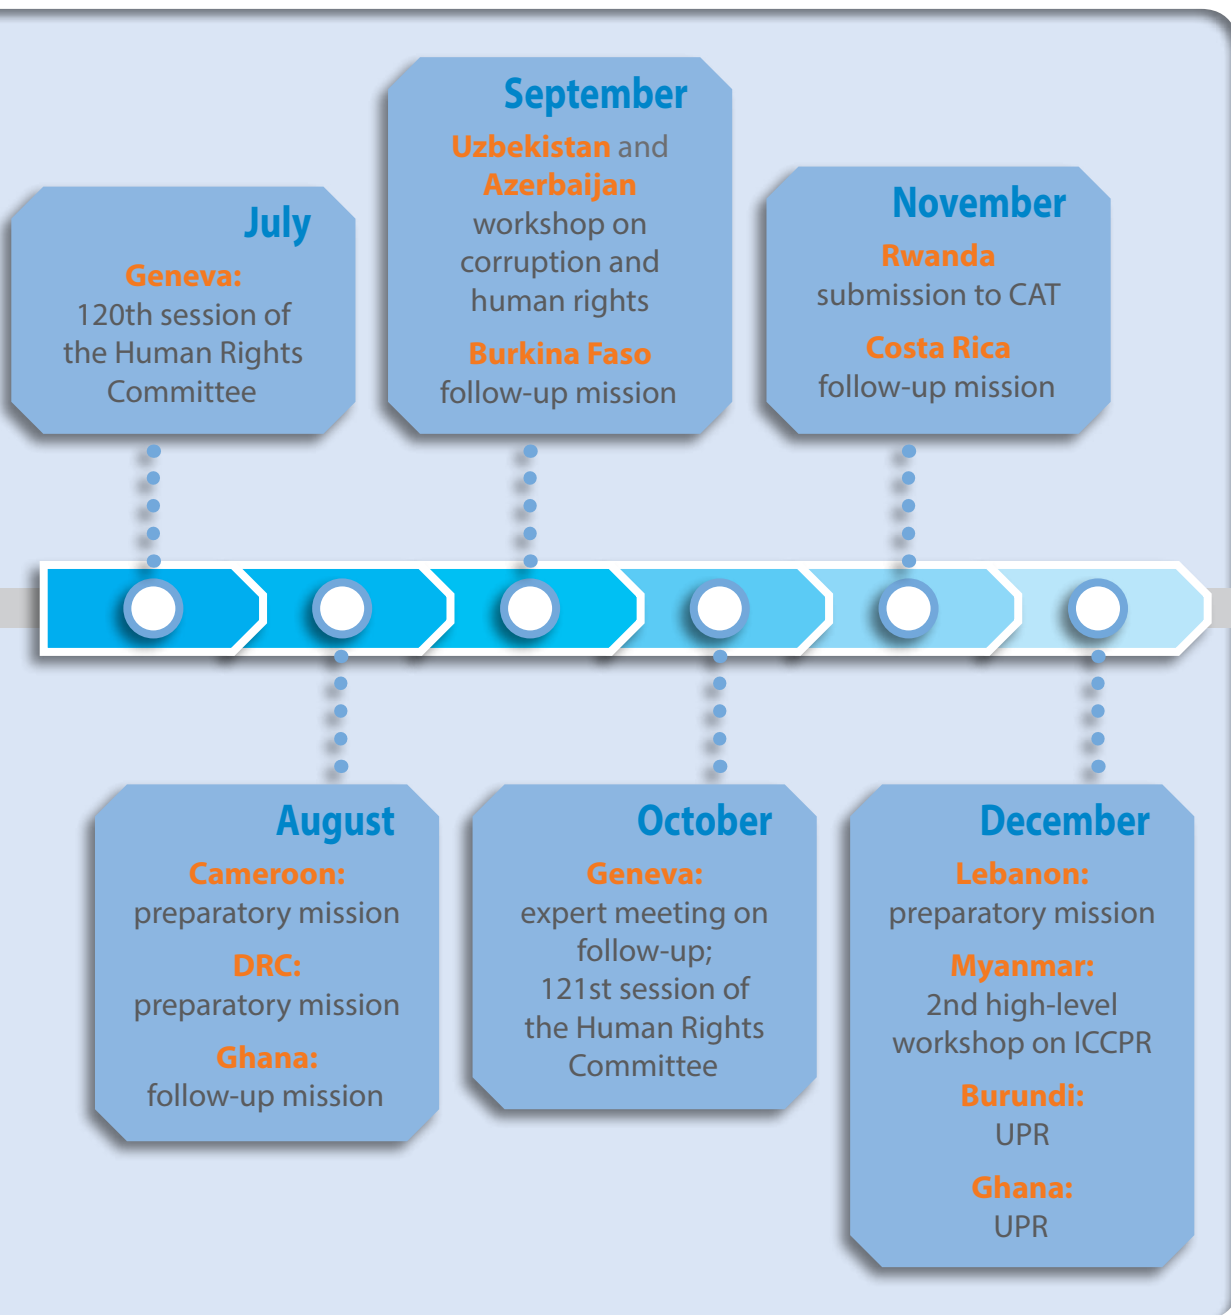 July
Geneva:
120th session of
the Human Rights
Committee
August
Cameroon:
preparatory mission
DRC:
preparatory mission
Ghana:
follow-up mission
September
Uzbekistan and
Azerbaijan
workshop on
corruption and
human rights
Burkina Faso
follow-up mission
October
Geneva:
expert meeting on
follow-up;
121st session of
the Human Rights
Committee
November
Rwanda
submission to CAT
Costa Rica
follow-up mission
December
Lebanon:
preparatory mission
Myanmar:
2nd high-level
workshop on ICCPR
Burundi:
UPR
Ghana:
UPR